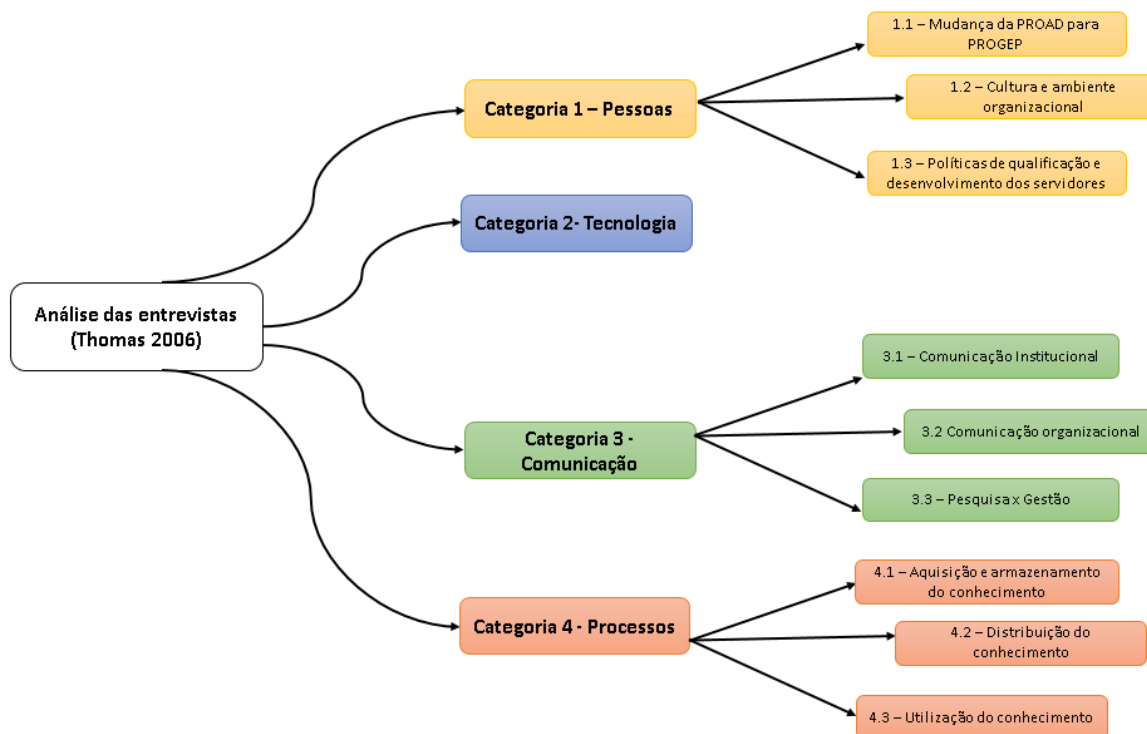 Análise das entrevistas
(Thomas 2006)
Categoria 1 – Pessoas
1.1 – Mudança da PROAD para
PROGEP
1.2 – Cultura e ambiente
organizacional
1.3 – Políticas de qualificação e
desenvolvimento dos servidores
Categoria 2- Tecnologia
Categoria 3 -
Comunicação
3.1 – Comunicação Institucional
3.2 Comunicação organizacional
3.3 – Pesquisa x Gestão
Categoria 4 - Processos
4.1 – Aquisição e armazenamento
do conhecimento
4.2 – Distribuição do
conhecimento
4.3 – Utilização do conhecimento